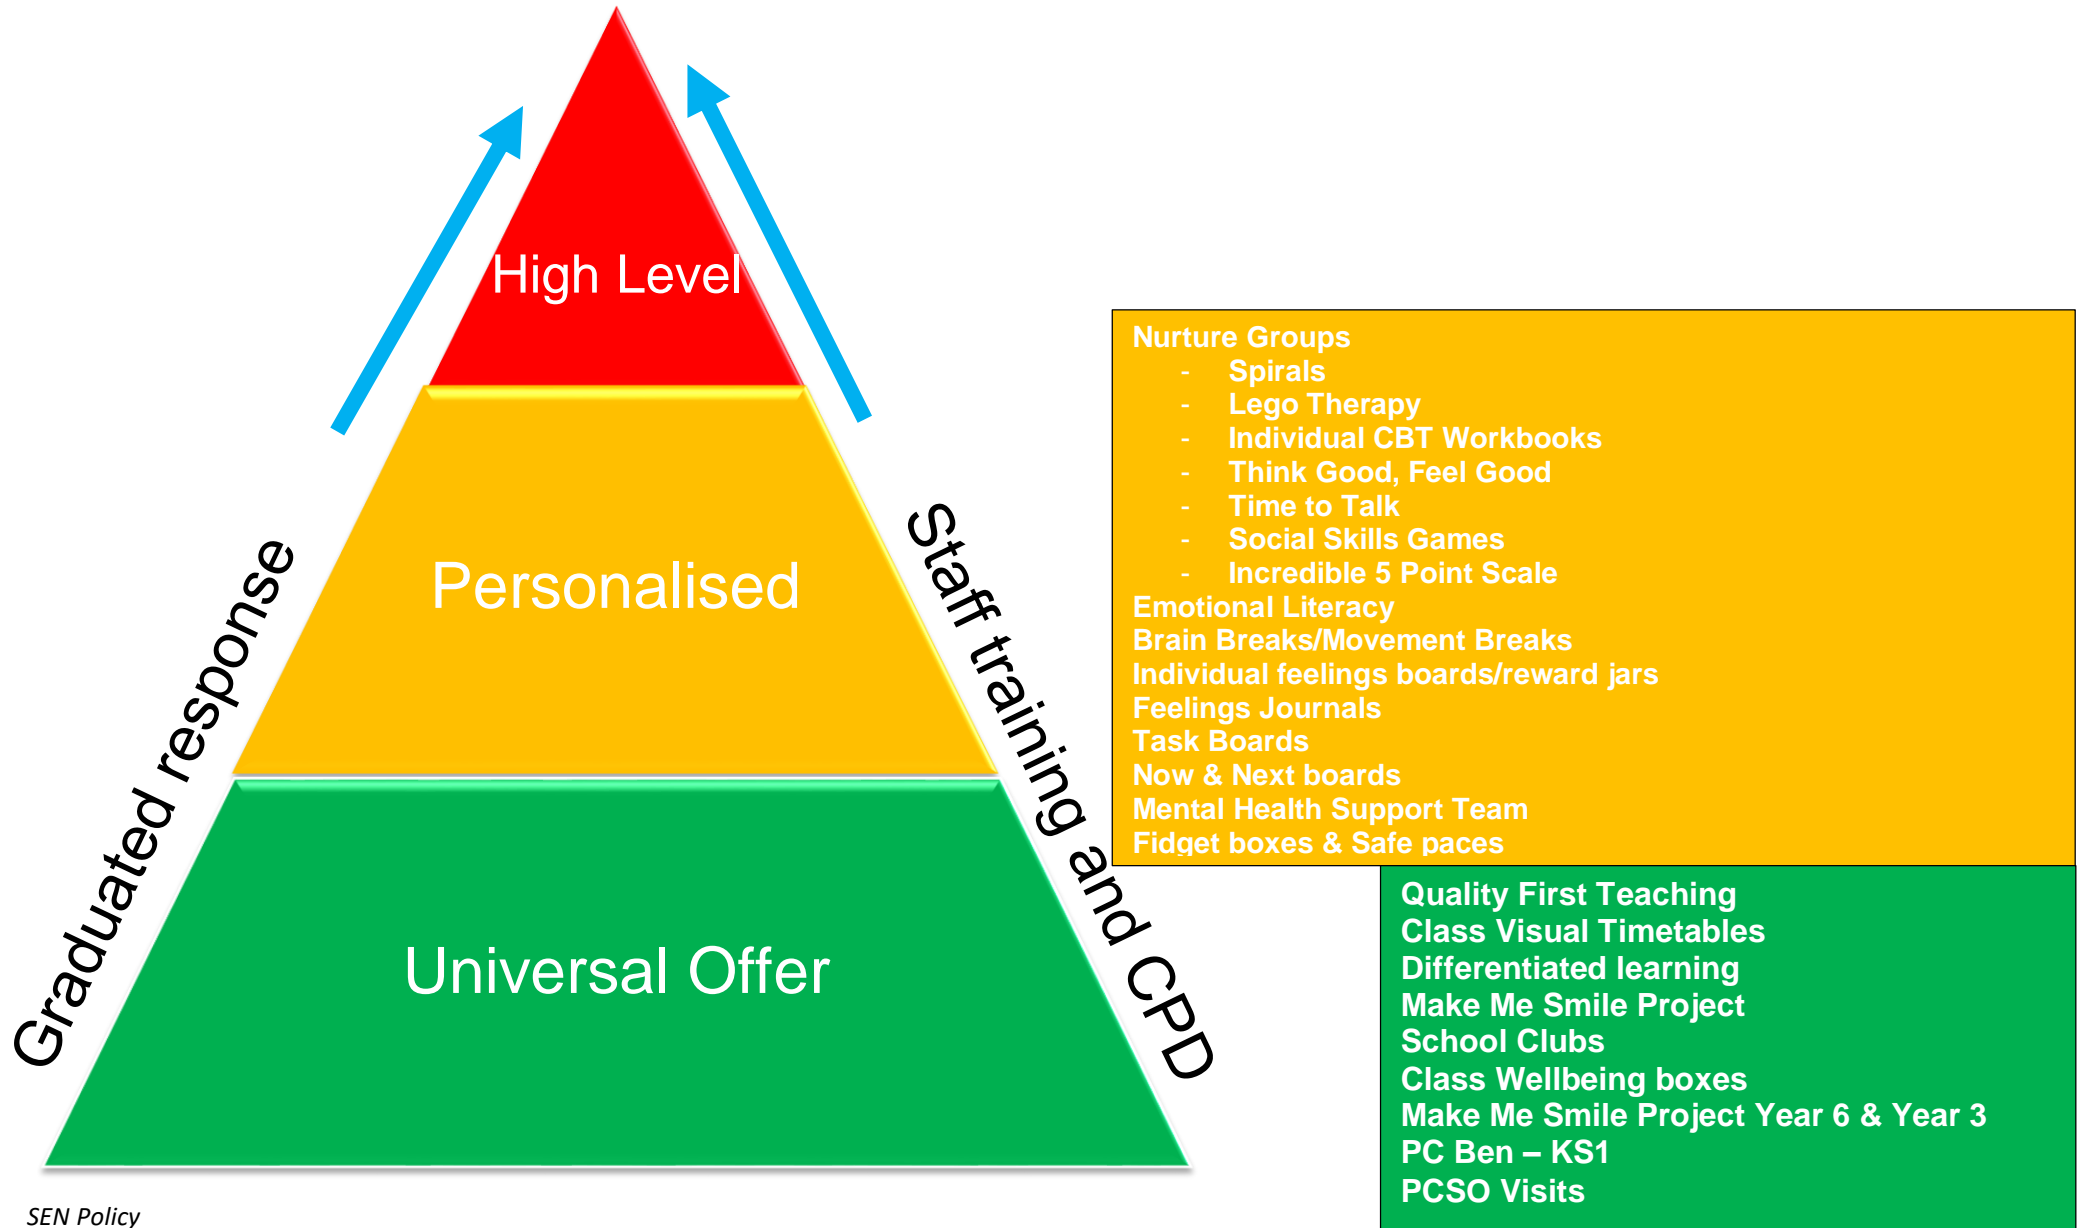 High Level
Personalised
Universal Offer
Graduated response
Staff training and CPD
Nurture Groups
- Spirals
- Lego Therapy
- Individual CBT Workbooks
- Think Good, Feel Good
- Time to Talk
- Social Skills Games
- Incredible 5 Point Scale
Emotional Literacy
Brain Breaks/Movement Breaks
Individual feelings boards/reward jars
Feelings Journals
Task Boards
Now & Next boards
Mental Health Support Team
Fidget boxes & Safe paces
Quality First Teaching
Class Visual Timetables
Differentiated learning
Make Me Smile Project
School Clubs
Class Wellbeing boxes
Make Me Smile Project Year 6 & Year 3
PC Ben – KS1
PCSO Visits
SEN Policy